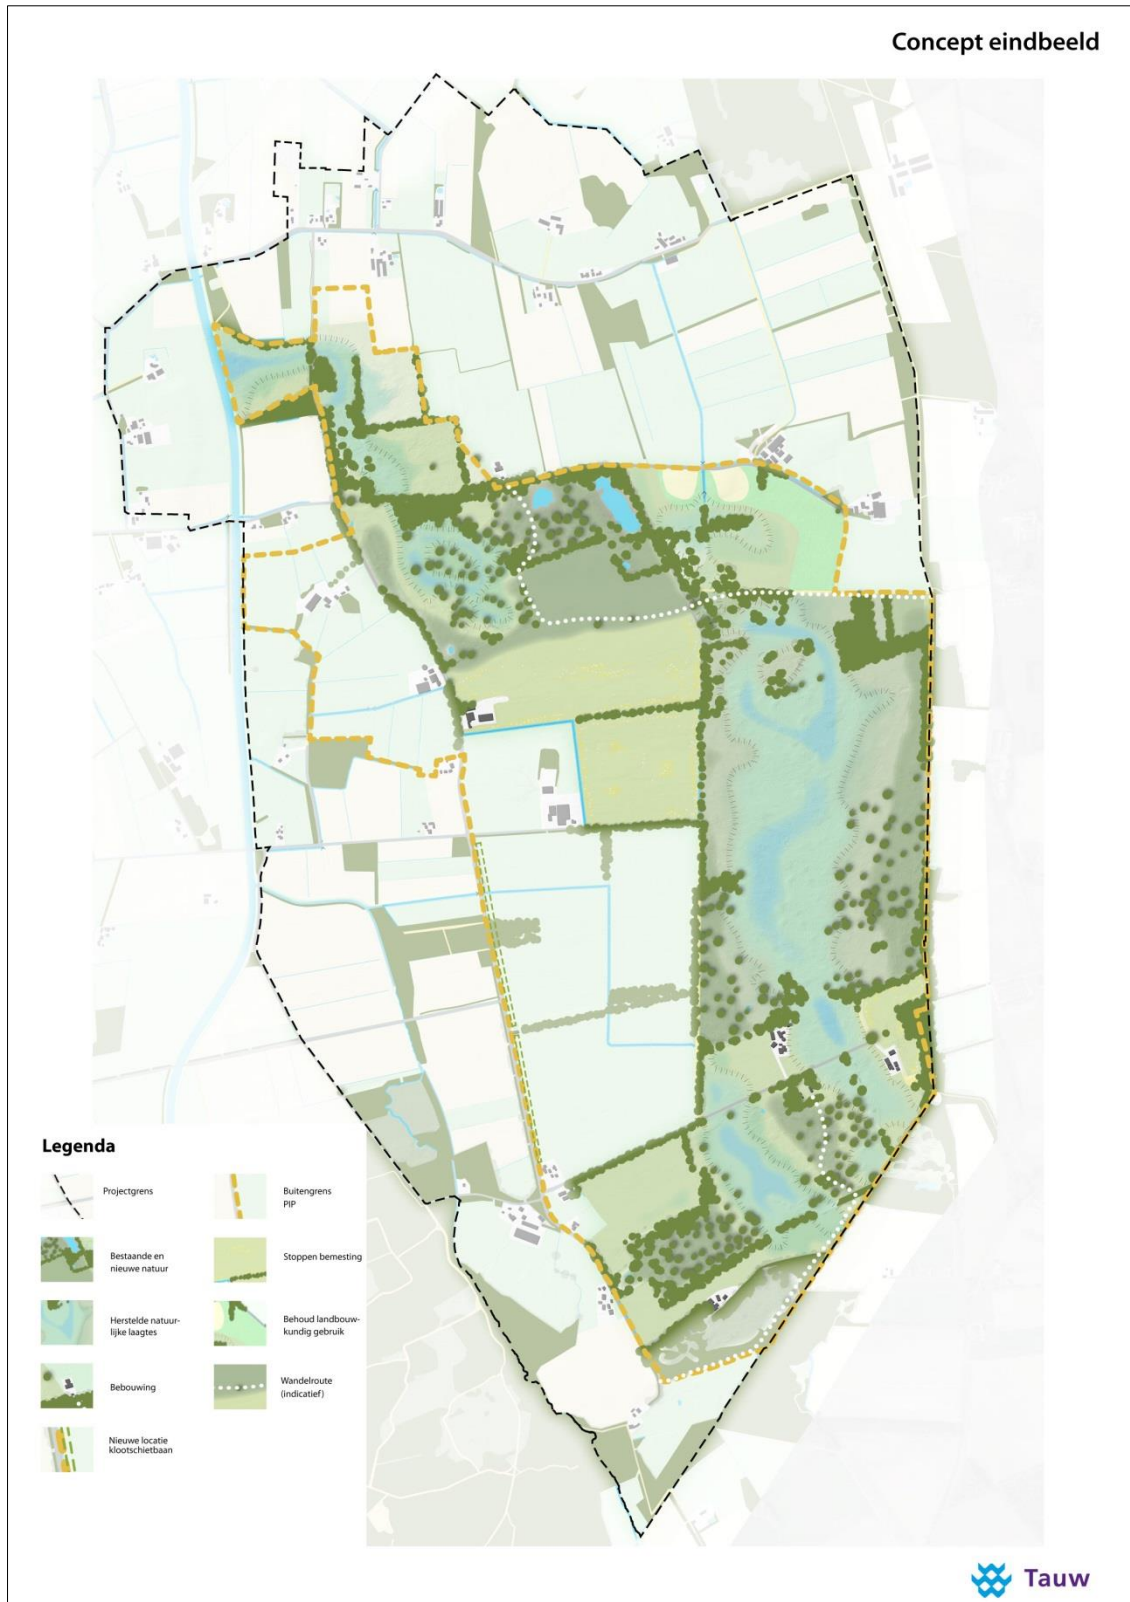 Concept eindbeeld
Legenda
Projectgrens
Buitengrens
PIP
Bestaande en
nieuwe natuur
Stoppen bemesting
Herstelde natuur-
lijke laagtes
Behoud landbouw-
kundig gebruik
Bebouwing
Wandelroute
(indicatief)
Nieuwe locatie
klootschietbaan
Tauw